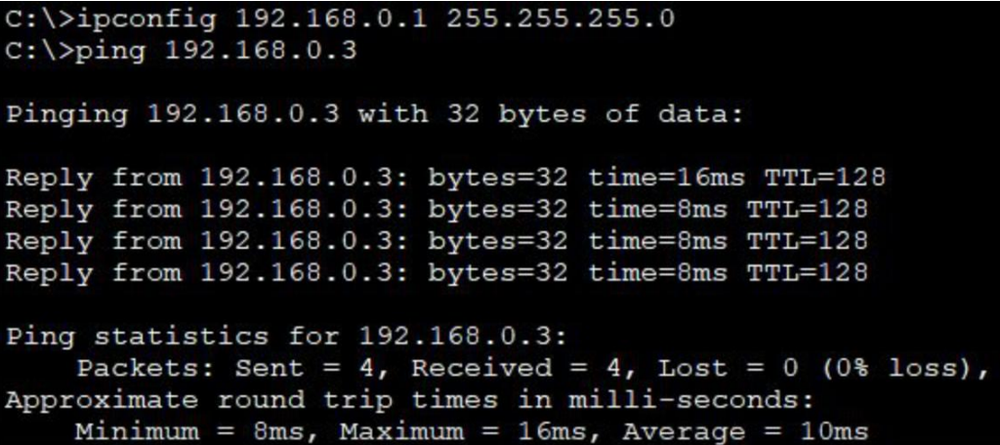 C:\>ipconfig 192.168.0.1 255.255.255.0
C:\>ping 192.168.0.3
Pinging 192.168.0.3 with 32 bytes of data:
Reply from 192.168.0.3: bytes=32 time=16ms TTL=128
Reply from 192.168.0.3: bytes=32 time=8ms TTL=128
Reply from 192.168.0.3: bytes=32 time=8ms TTL=128
Reply from 192.168.0.3: bytes=32 time=8ms TTL=128
Ping statistics for 192.168.0.3:
Packets: Sent = 4, Received = 4, Lost = 0 (0% loss),
Approximate round trip times in milli-seconds:
Minimum = 8ms, Maximum = 16ms, Average = 10ms